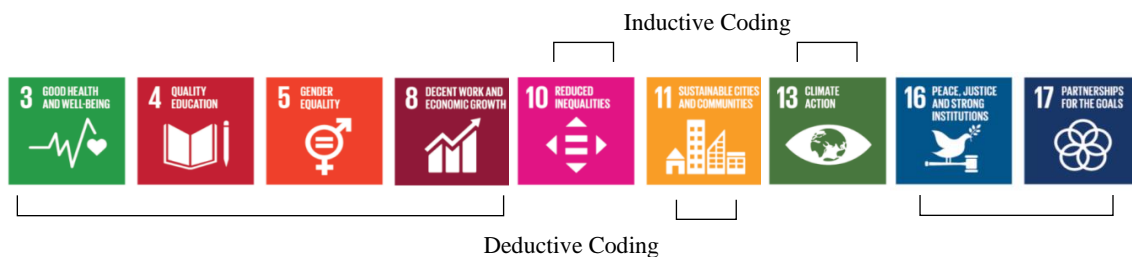 Inductive Coding
3 GOOD HEALTH
AND WELL-BEING
4 QUALITY
EDUCATION
5 GENDER
EQUALITY
8 DECENT WORK AND
ECONOMIC GROWTH
10 REDUCED
INEQUALITIES
11 SUSTAINABLE CITIES
AND COMMUNITIES
13 CLIMATE
ACTION
16 PEACE, JUSTICE
AND STRONG
INSTITUTIONS
17 PARTNERSHIPS
FOR THE GOALS
Deductive Coding